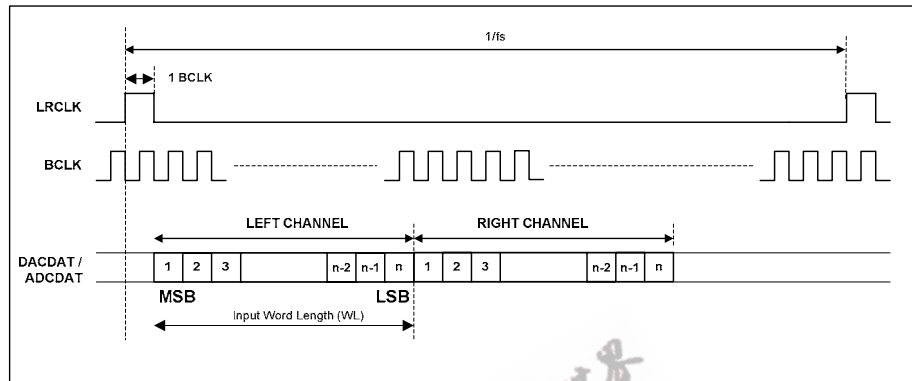 1/fs
1 BCLK
LRCLK
BCLK
LEFT CHANNEL RIGHT CHANNEL
DACDAT /
ADCDAT
1 2 3 n-2 n-1 n 1 2 3 n-2 n-1 n
MSB LSB
Input Word Length (WL)